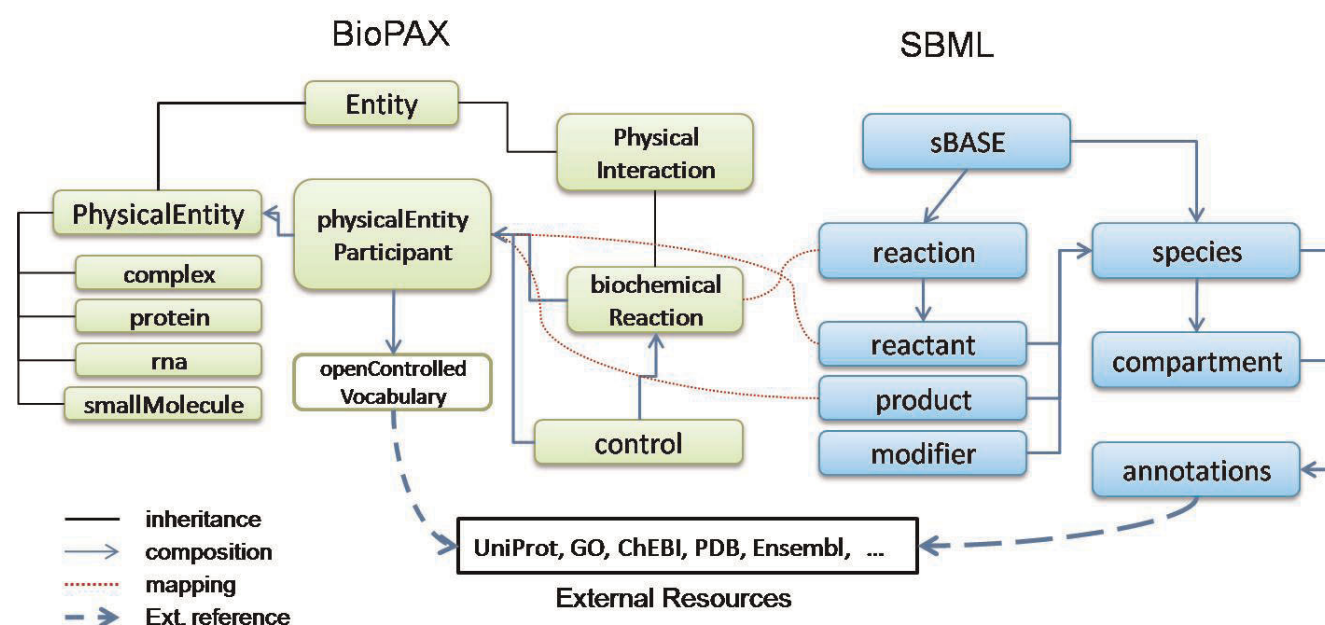 BioPAX
SBML
Entity
Physical
Interaction
sBASE
PhysicalEntity
physicalEntity
Participant
reaction
species
complex
protein
rna
smallMolecule
biochemical
Reaction
openControlled
Vocabulary
reactant
compartment
product
control
modifier
annotations
inheritance
composition
mapping
Ext. reference
UniProt, GO, ChEBI, PDB, Ensembl, ...
External Resources